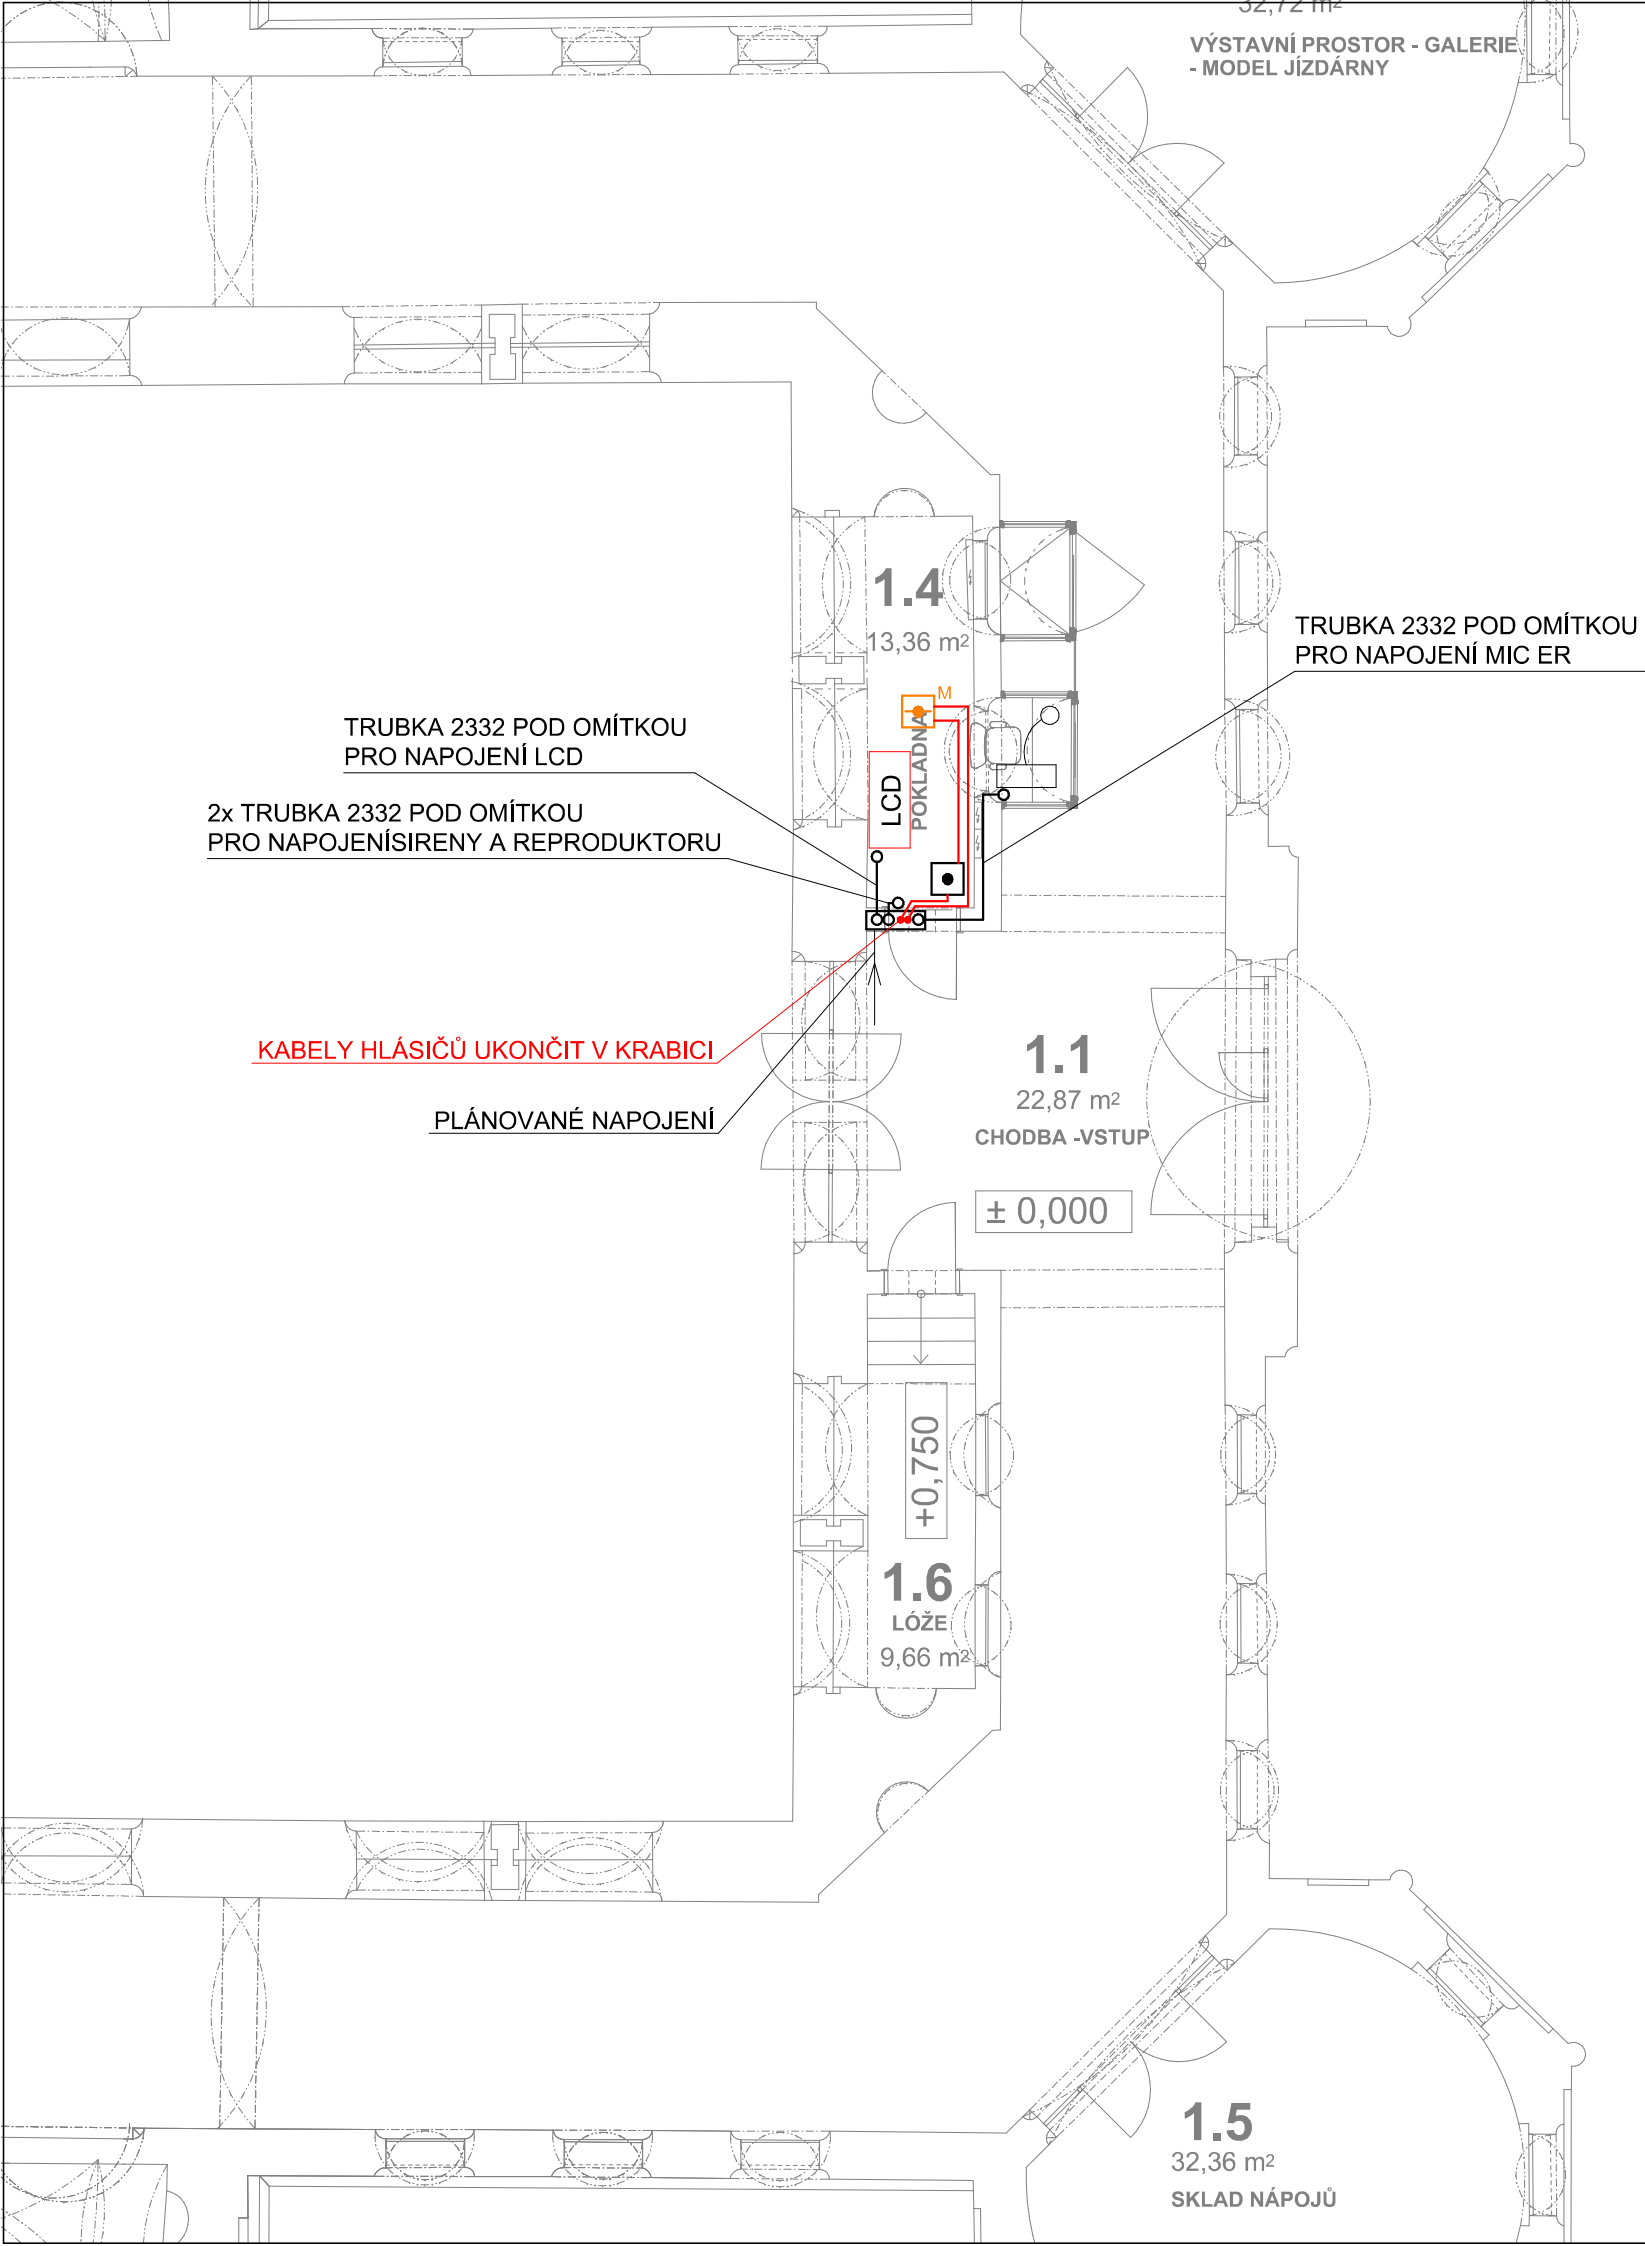 32,72 m²
VÝSTAVNÍ PROSTOR - GALERIE
- MODEL JÍZDÁRNY
1.4
13,36 m²
TRUBKA 2332 POD OMÍTKOU
PRO NAPOJENÍ MIC ER
M
POKLADNA
LCD
TRUBKA 2332 POD OMÍTKOU
PRO NAPOJENÍ LCD
2x TRUBKA 2332 POD OMÍTKOU
PRO NAPOJENÍSIRENY A REPRODUKTORU
KABELY HLÁSIČŮ UKONČIT V KRABICI
PLÁNOVANÉ NAPOJENÍ
1.1
22,87 m²
CHODBA -VSTUP
± 0,000
+0,750
1.6
LÓŽE
9,66 m²
1.5
32,36 m²
SKLAD NÁPOJŮ